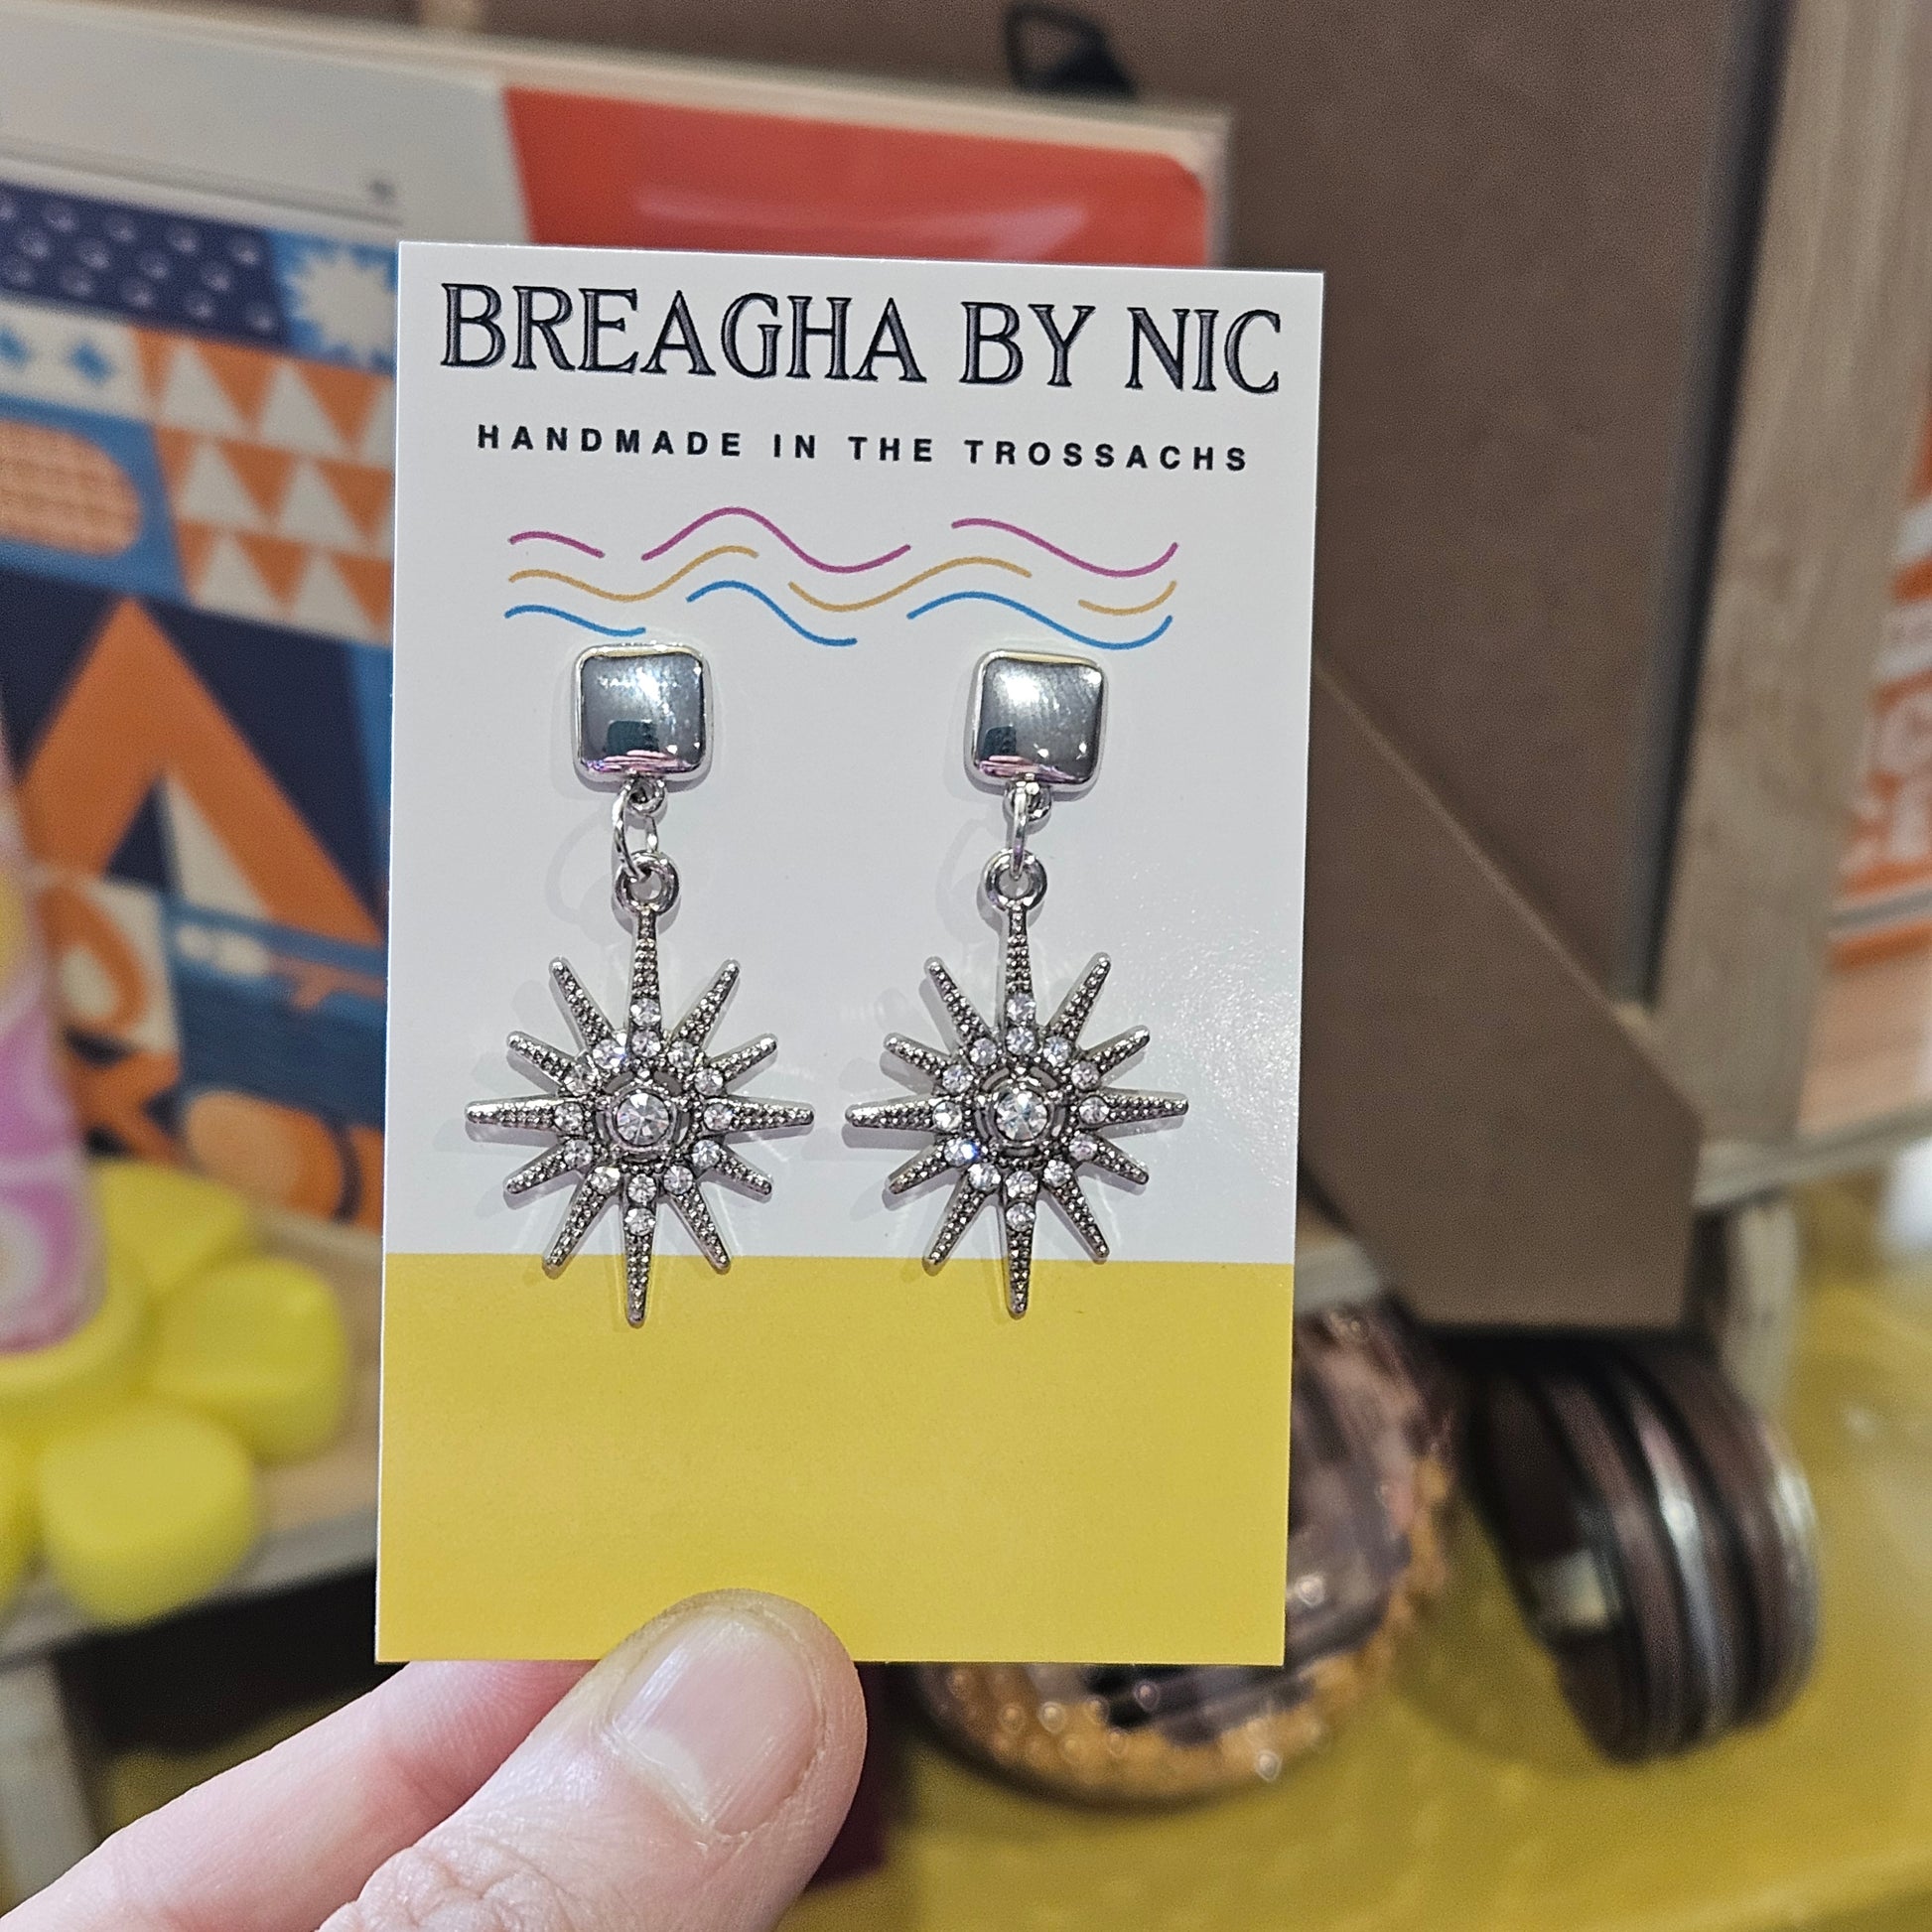 BREAGHA BY NIC
HANDMADE IN THE TROSSACHS